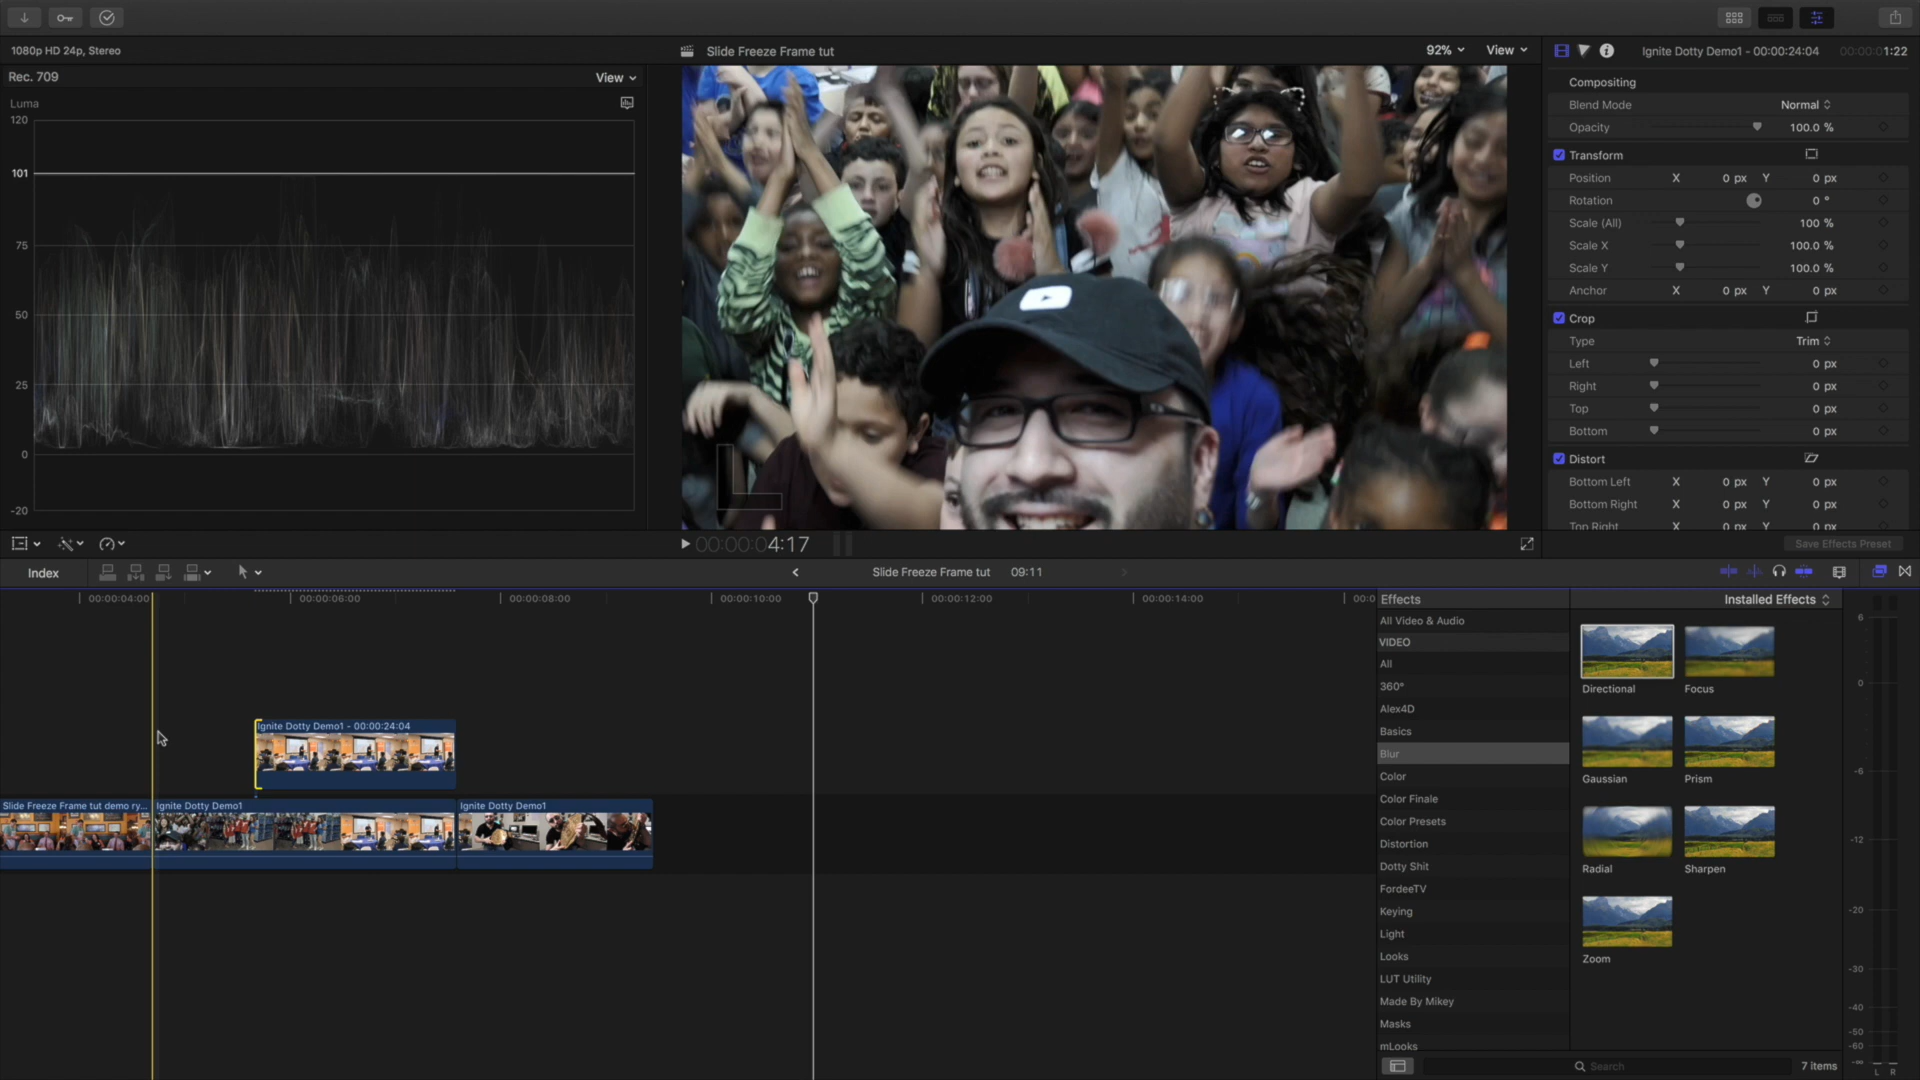 1080p HD 24p, Stereo
Slide Freeze Frame tut
92%
View
Ignite Dotty Demo1 - 00:00:24:04
00:00:01:22
Rec. 709
View
Luma
120
101
75
50
25
0
-20
Compositing
Blend Mode
Normal
Opacity
100.0 %
Transform
Position X 0 px Y 0 px
Rotation 0 °
Scale (All) 100 %
Scale X 100.0 %
Scale Y 100.0 %
Anchor X 0 px Y 0 px
Crop
Type Trim
Left 0 px
Right 0 px
Top 0 px
Bottom 0 px
Distort
Bottom Left X 0 px Y 0 px
Bottom Right X 0 px Y 0 px
Top Right X 0 px Y 0 px
00:00:04:17
Save Effects Preset
Index
Slide Freeze Frame tut
09:11
00:00:04:00
00:00:06:00
00:00:08:00
00:00:10:00
00:00:12:00
00:00:14:00
00:0
Ignite Dotty Demo1 - 00:00:24:04
Slide Freeze Frame tut demo ry...
Ignite Dotty Demo1
Ignite Dotty Demo1
Effects
Installed Effects
All Video & Audio
VIDEO
All
360°
Alex4D
Basics
Blur
Color
Color Finale
Color Presets
Distortion
Dotty Shit
FordeeTV
Keying
Light
Looks
LUT Utility
Made By Mikey
Masks
mLooks
Directional
Focus
Gaussian
Prism
Radial
Sharpen
Zoom
Search
7 items
6
0
-6
-12
-20
-30
-40
-50
-60
-∞
L R